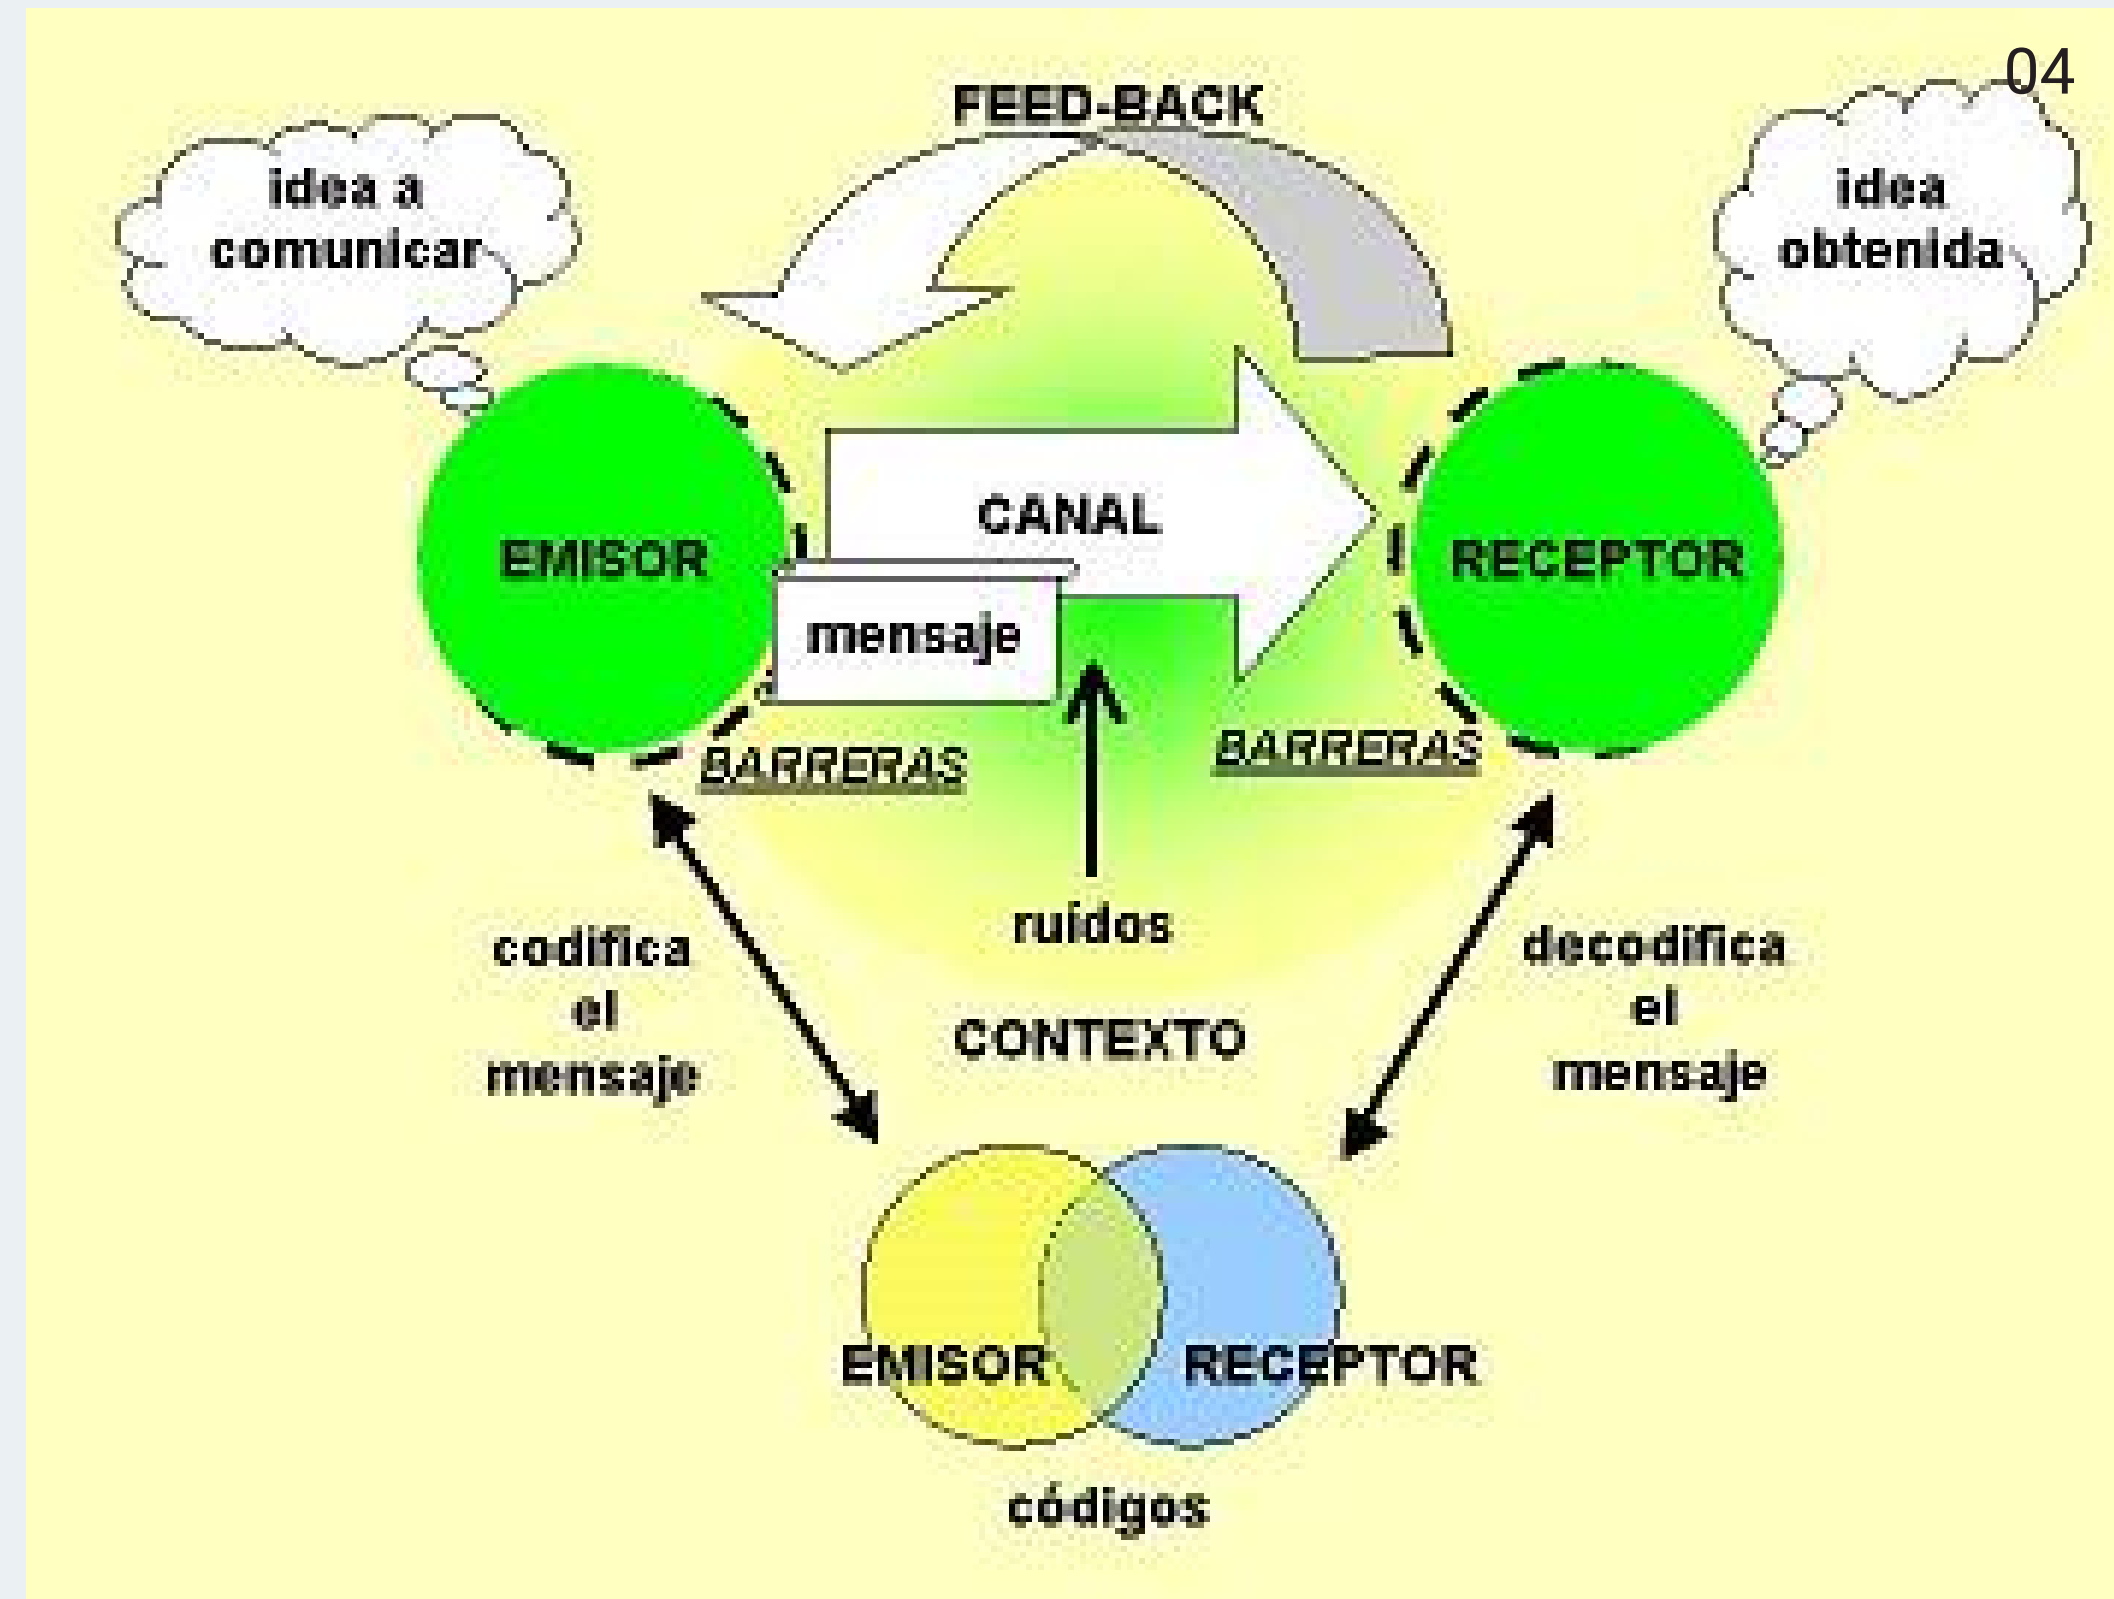 04
FEED-BACK
idea a
comunicar
idea
obtenida
CANAL
EMISOR
RECEPTOR
mensaje
BARRERAS
BARRERAS
ruidos
codifica
el
mensaje
decodifica
el
mensaje
CONTEXTO
EMISOR
RECEPTOR
códigos